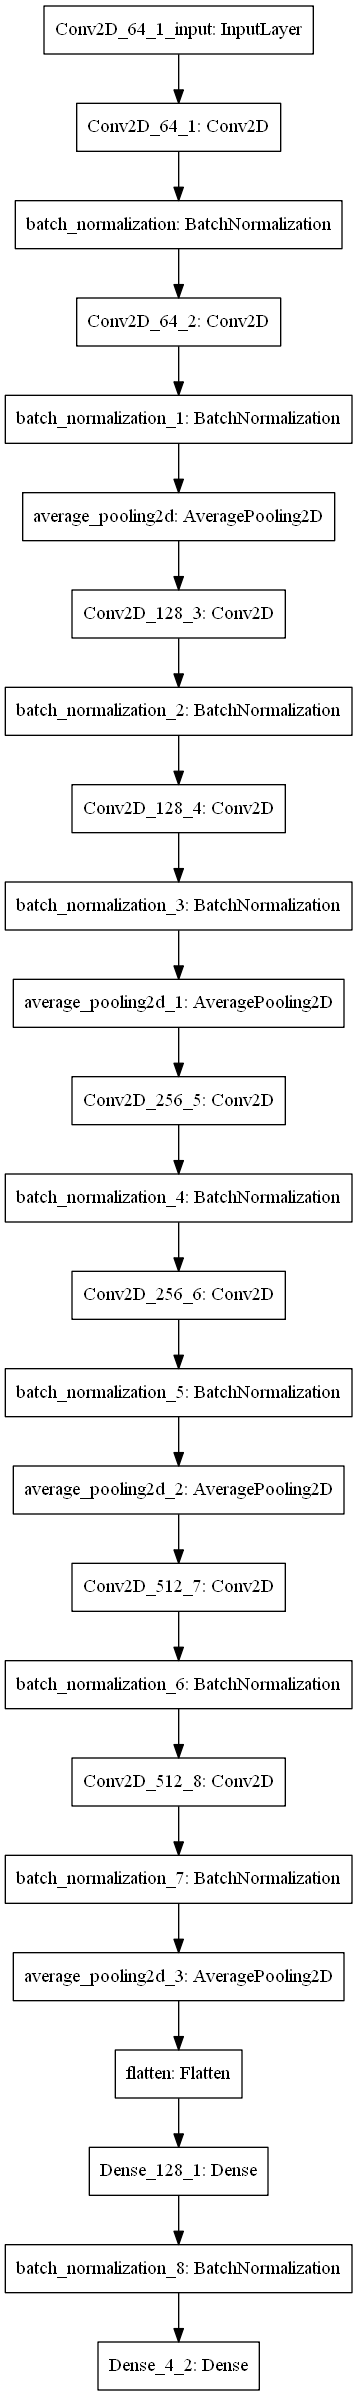 Conv2D_64_1_input: InputLayer
Conv2D_64_1: Conv2D
batch_normalization: BatchNormalization
Conv2D_64_2: Conv2D
batch_normalization_1: BatchNormalization
average_pooling2d: AveragePooling2D
Conv2D_128_3: Conv2D
batch_normalization_2: BatchNormalization
Conv2D_128_4: Conv2D
batch_normalization_3: BatchNormalization
average_pooling2d_1: AveragePooling2D
Conv2D_256_5: Conv2D
batch_normalization_4: BatchNormalization
Conv2D_256_6: Conv2D
batch_normalization_5: BatchNormalization
average_pooling2d_2: AveragePooling2D
Conv2D_512_7: Conv2D
batch_normalization_6: BatchNormalization
Conv2D_512_8: Conv2D
batch_normalization_7: BatchNormalization
average_pooling2d_3: AveragePooling2D
flatten: Flatten
Dense_128_1: Dense
batch_normalization_8: BatchNormalization
Dense_4_2: Dense